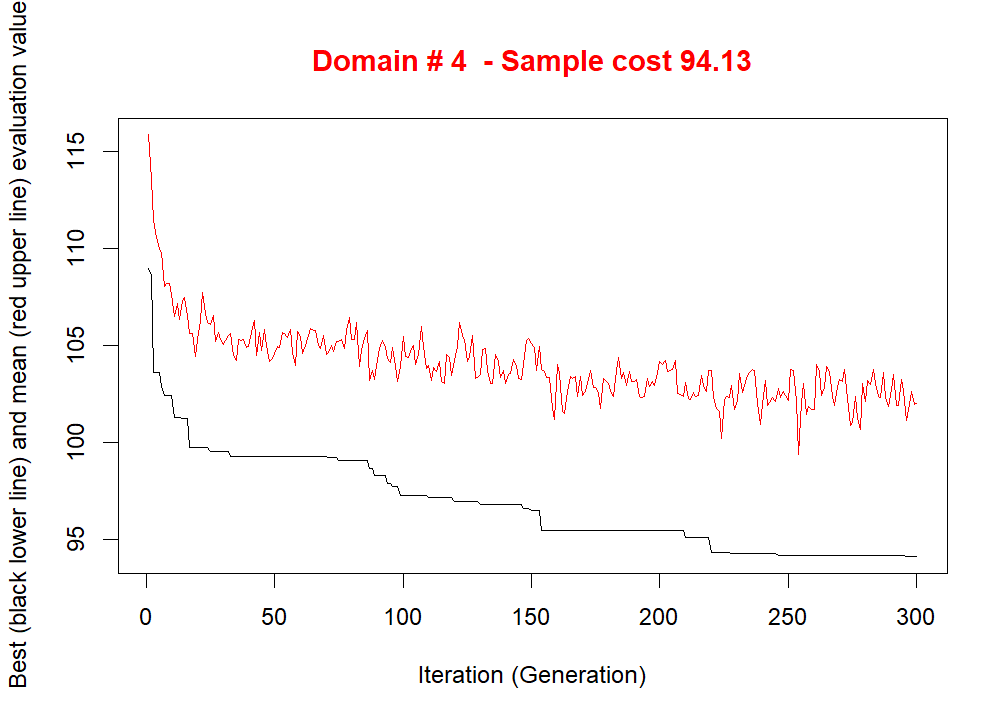 Domain # 4  - Sample cost 94.13
Best (black lower line) and mean (red upper line) evaluation value
115
110
105
100
95
0 50 100 150 200 250 300
Iteration (Generation)